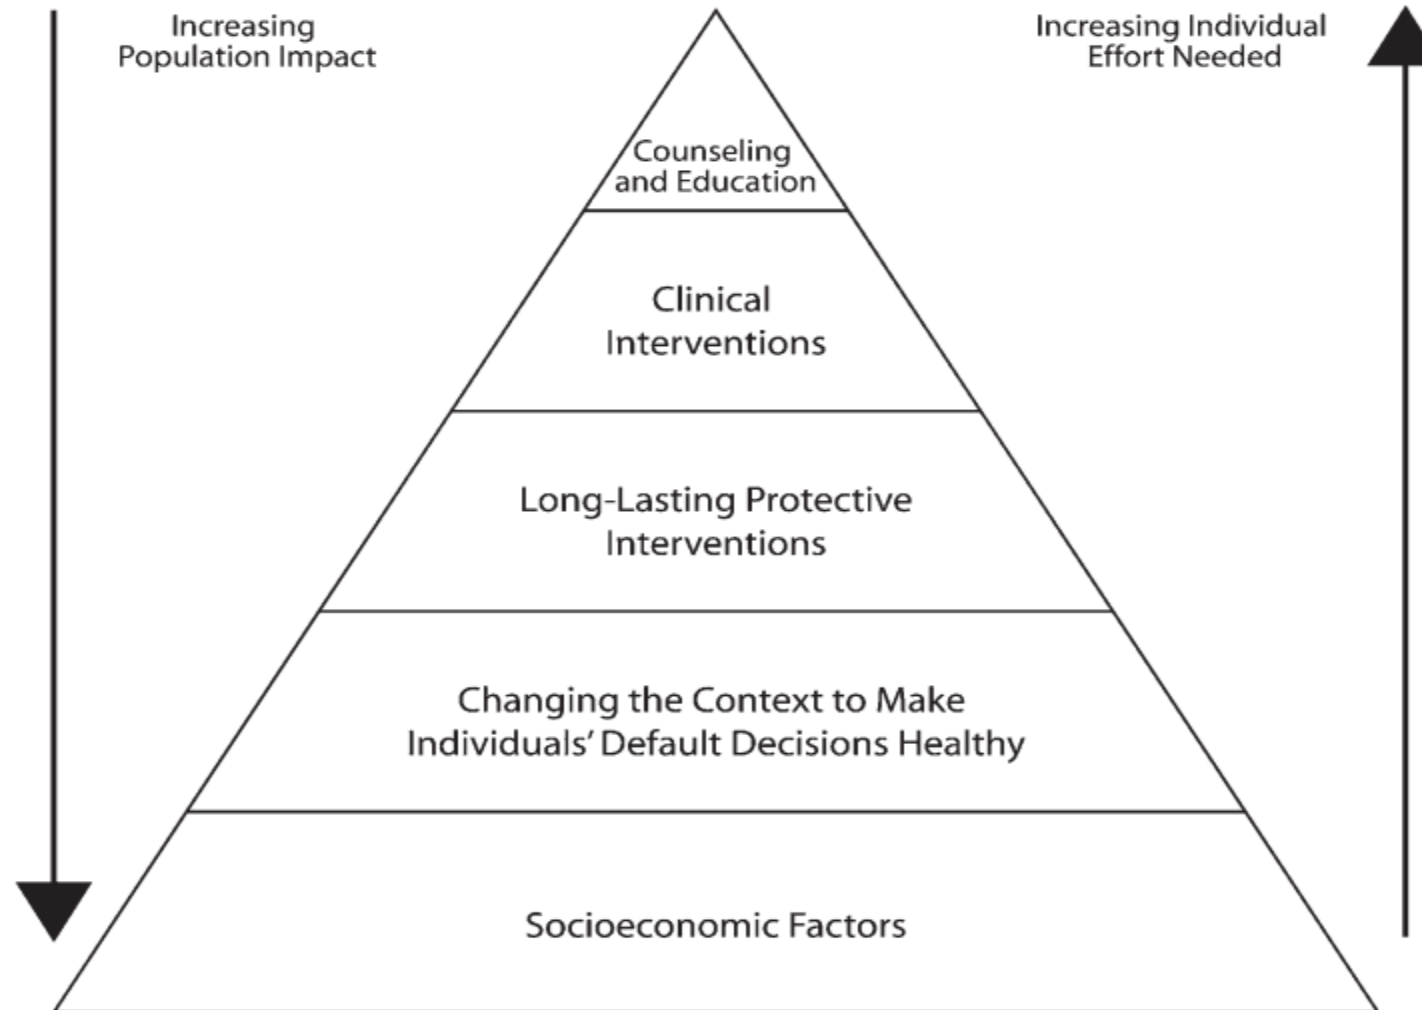 Increasing
Population Impact
Increasing Individual
Effort Needed
Counseling
and Education
Clinical
Interventions
Long-Lasting Protective
Interventions
Changing the Context to Make
Individuals’ Default Decisions Healthy
Socioeconomic Factors